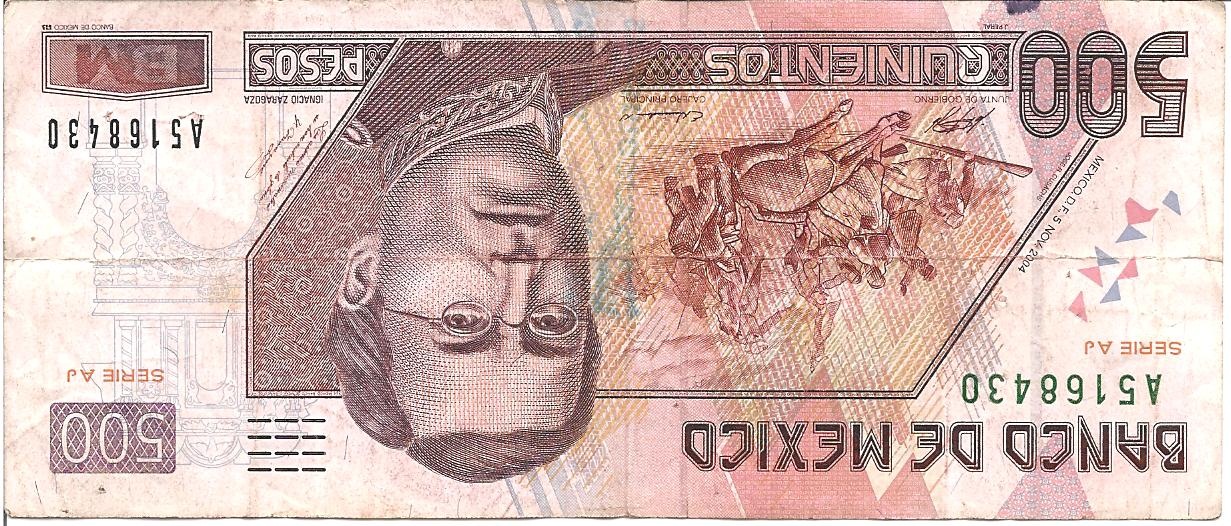 BANCO DE MEXICO
500
A5168430
SERIE AJ
SERIE AJ
MEXICO, D.F. 5 NOV. 2004
JUNTA DE GOBIERNO
CAJERO PRINCIPAL
IGNACIO ZARAGOZA
A5168430
500
QUINIENTOS
PESOS
BM
J. PERAL
BANCO DE MEXICO